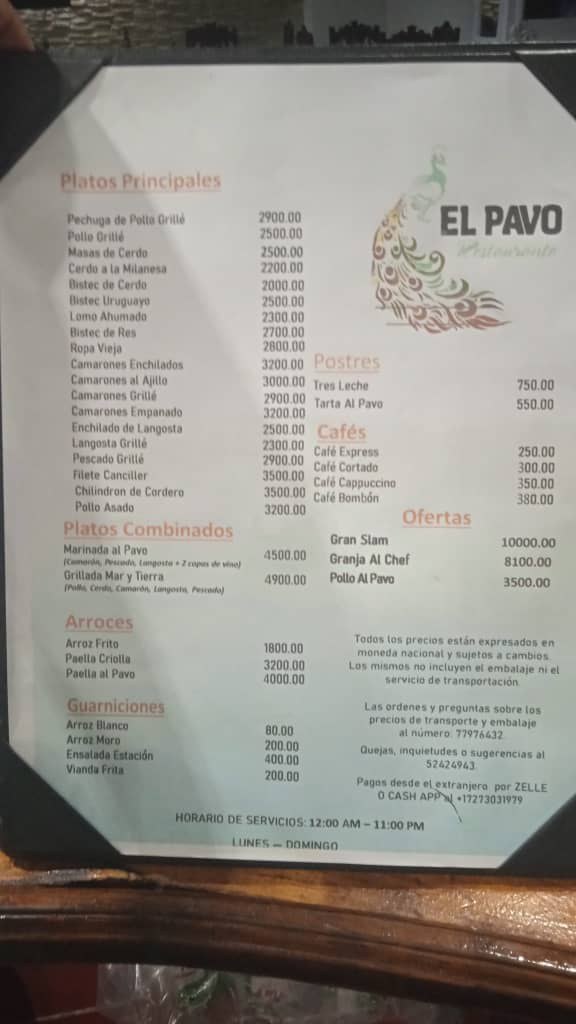 EL PAVO
Restaurante
Platos Principales
Pechuga de Pollo Grillé 2900.00
Pollo Grillé 2500.00
Masas de Cerdo 2500.00
Cerdo a la Milanesa 2200.00
Bistec de Cerdo 2000.00
Bistec Uruguayo 2500.00
Lomo Ahumado 2300.00
Bistec de Res 2700.00
Ropa Vieja 2800.00
Camarones Enchilados 3200.00
Camarones al Ajillo 3000.00
Camarones Grillé 2900.00
Camarones Empanado 3200.00
Enchilado de Langosta 2500.00
Langosta Grillé 2300.00
Pescado Grillé 2900.00
Filete Canciller 3500.00
Chilindron de Cordero 3500.00
Pollo Asado 3200.00
Platos Combinados
Marinada al Pavo 4500.00
(Camarón, Pescado, Langosta + 2 copas de vino)
Grillada Mar y Tierra 4900.00
(Pollo, Cerdo, Camarón, Langosta, Pescado)
Arroces
Arroz Frito 1800.00
Paella Criolla 3200.00
Paella al Pavo 4000.00
Guarniciones
Arroz Blanco 80.00
Arroz Moro 200.00
Ensalada Estación 400.00
Vianda Frita 200.00
Postres
Tres Leche 750.00
Tarta Al Pavo 550.00
Cafés
Café Express 250.00
Café Cortado 300.00
Café Cappuccino 350.00
Café Bombón 380.00
Ofertas
Gran Slam 10000.00
Granja Al Chef 8100.00
Pollo Al Pavo 3500.00
Todos los precios están expresados en
moneda nacional y sujetos a cambios.
Los mismos no incluyen el embalaje ni el
servicio de transportación.
Las ordenes y preguntas sobre los
precios de transporte y embalaje
al número: 77976432.
Quejas, inquietudes o sugerencias al
52424943.
Pagos desde el extranjero por ZELLE
O CASH APP al +17273031979
HORARIO DE SERVICIOS: 12:00 AM – 11:00 PM
LUNES — DOMINGO